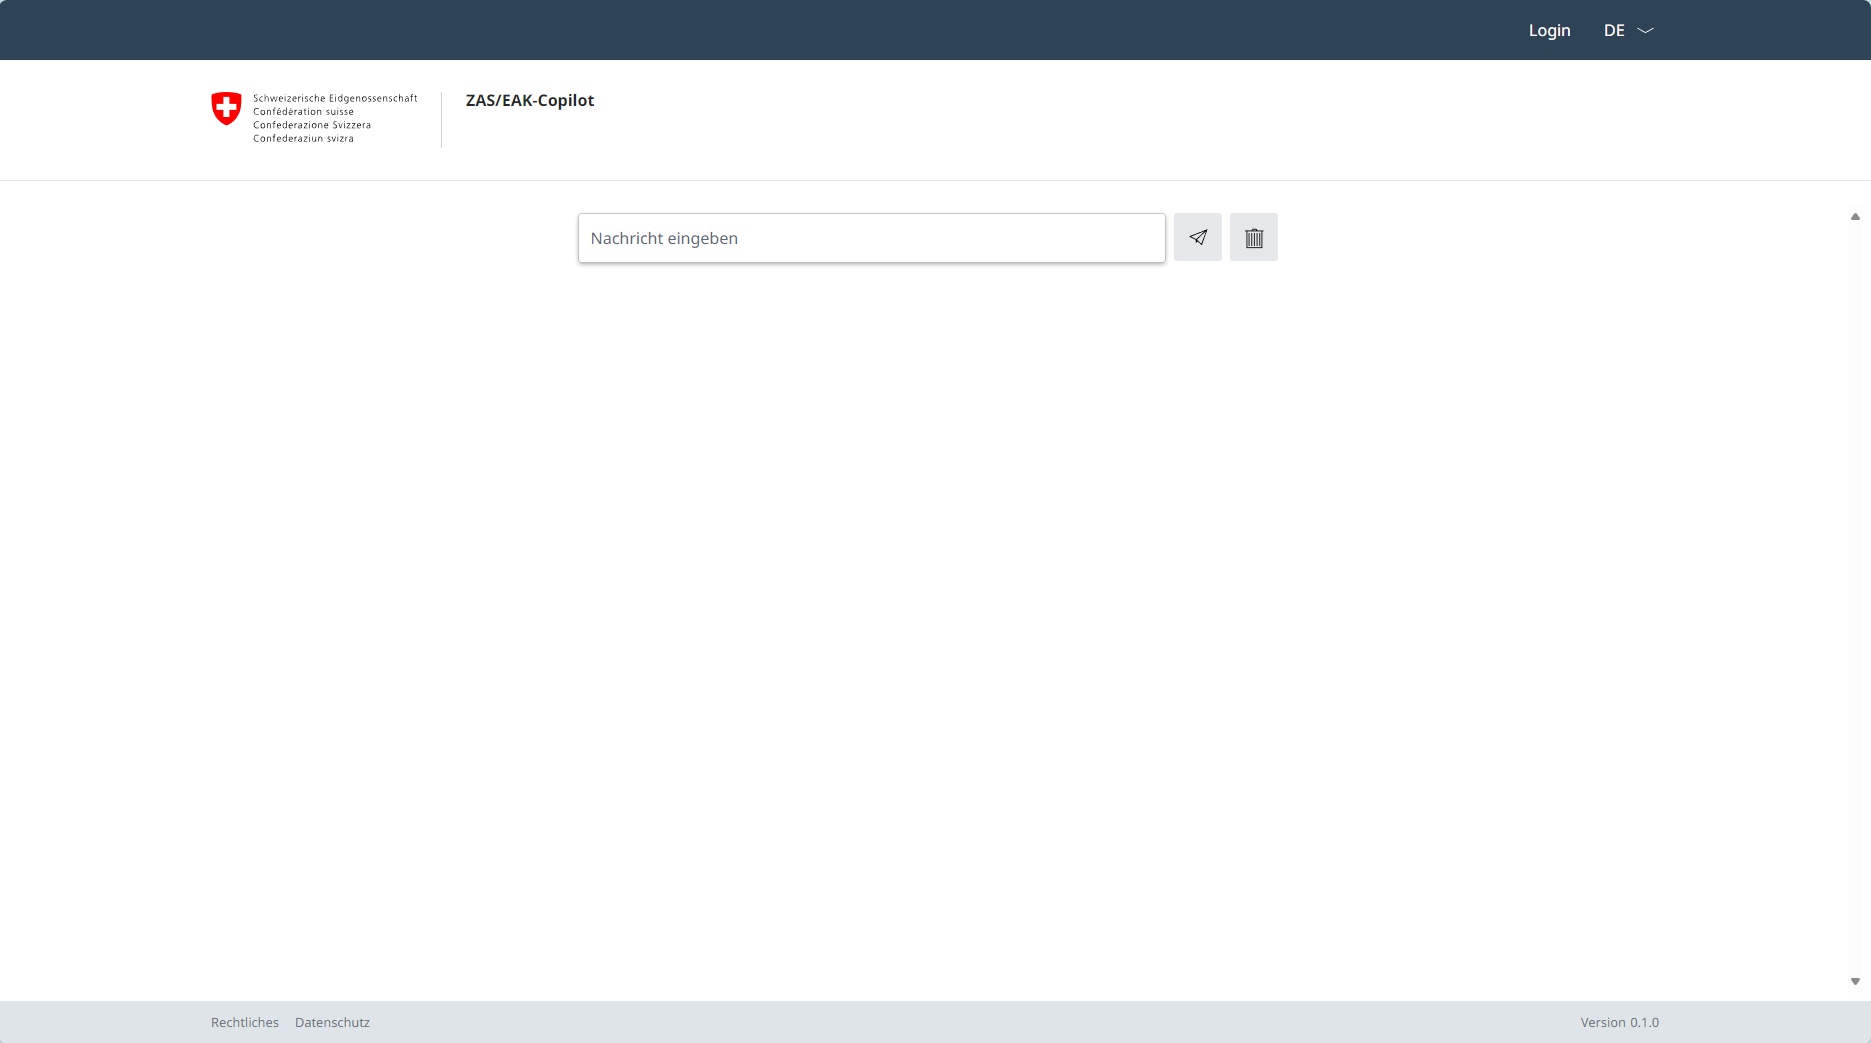 Login
DE
Schweizerische Eidgenossenschaft
Confédération suisse
Confederazione Svizzera
Confederaziun svizra
ZAS/EAK-Copilot
Nachricht eingeben
Rechtliches
Datenschutz
Version 0.1.0